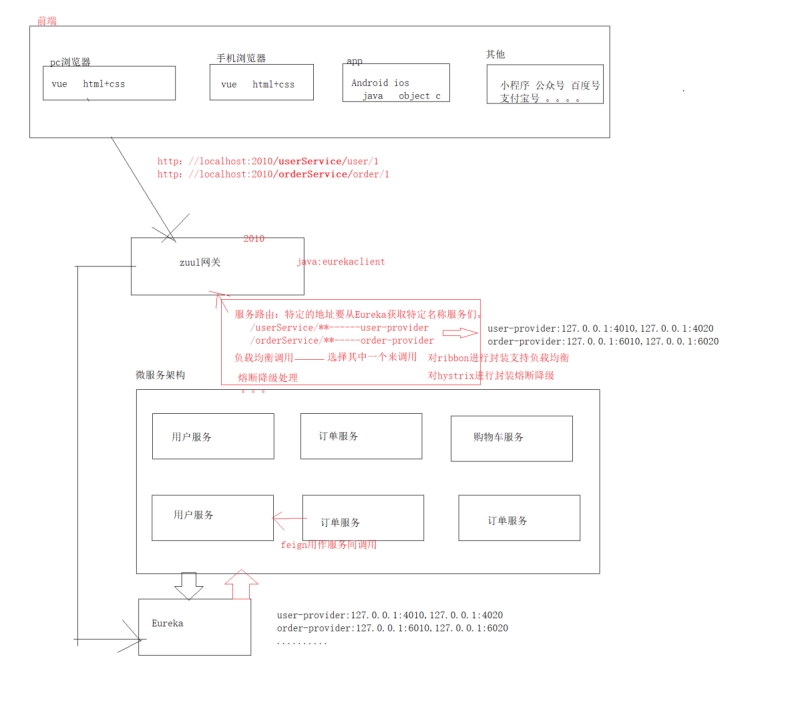 前端
pc浏览器
vue html+css
手机浏览器
vue html+css
app
Android ios
java object c
其他
小程序 公众号 百度号
支付宝号 。。。。
http: //localhost:2010/userService/user/1
http: //localhost:2010/orderService/order/1
2010
zuul网关
java:eurekaclient
服务路由: 特定的地址要从Eureka获取特定名称服务们。
/userService/**------user-provider
/orderService/**-----order-provider
user-provider:127.0.0.1:4010,127.0.0.1:4020
order-provider:127.0.0.1:6010,127.0.0.1:6020
负载均衡调用 选择其中一个来调用 对ribbon进行封装支持负载均衡
熔断降级处理 对hystrix进行封装熔断降级
。。。
微服务架构
用户服务
订单服务
购物车服务
用户服务
订单服务
订单服务
feign用作服务间调用
Eureka
user-provider:127.0.0.1:4010,127.0.0.1:4020
order-provider:127.0.0.1:6010,127.0.0.1:6020
..........